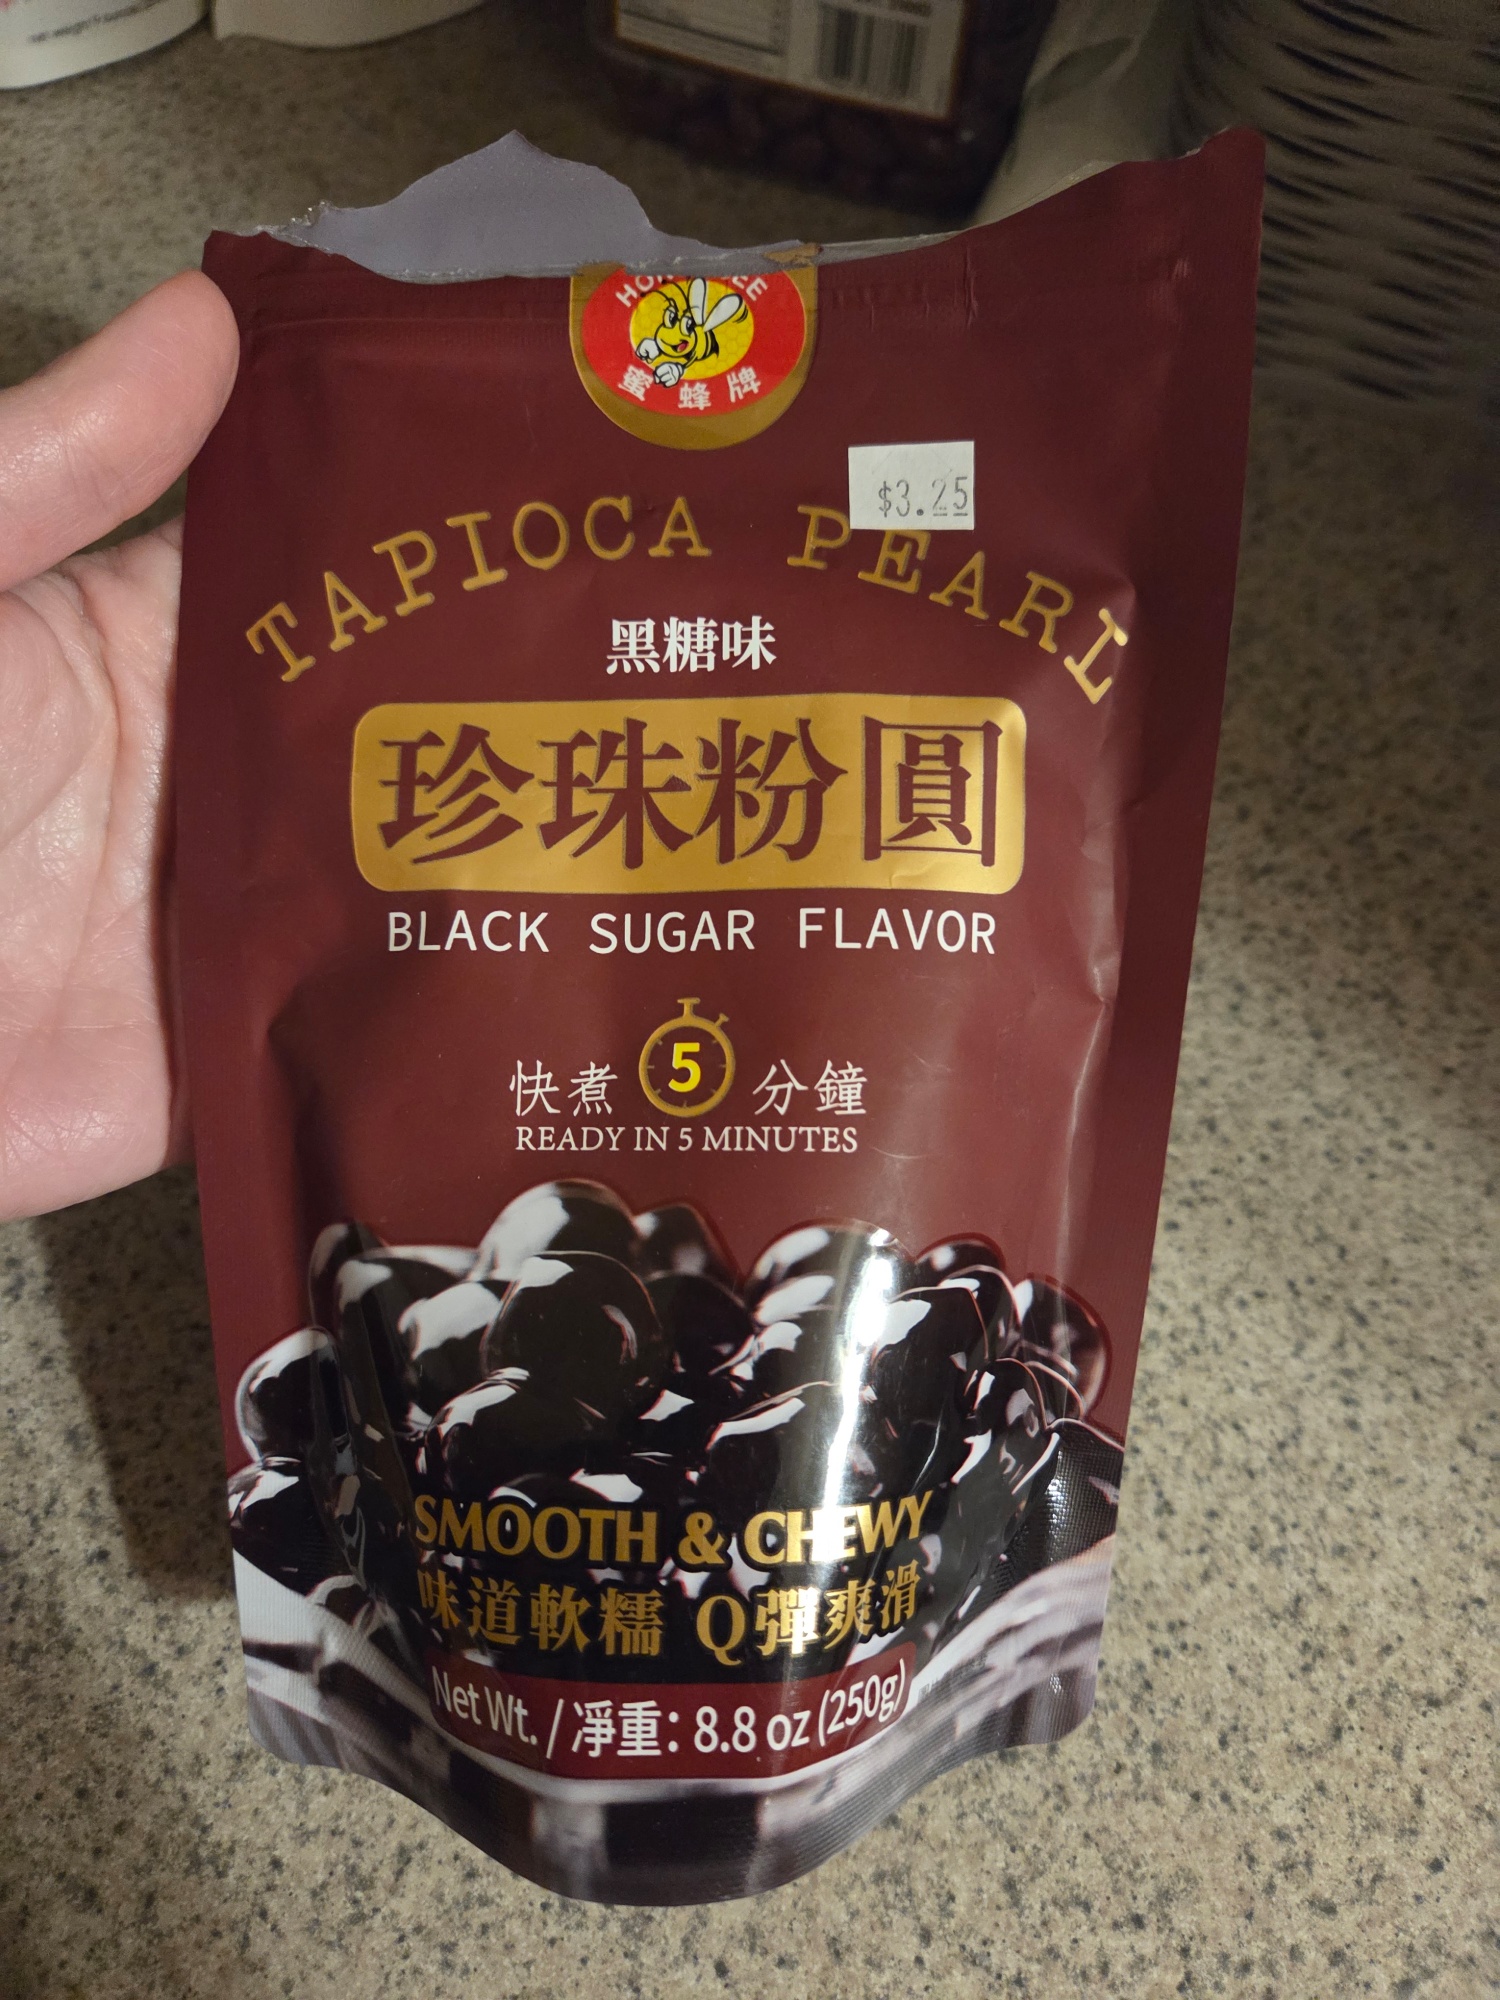 蜜蜂牌
$3.25
TAPIOCA PEARL
黑糖味
珍珠粉圓
BLACK SUGAR FLAVOR
快煮 5 分鐘
READY IN 5 MINUTES
SMOOTH & CHEWY
味道軟糯 Q彈爽滑
Net Wt. / 淨重: 8.8 oz (250g)